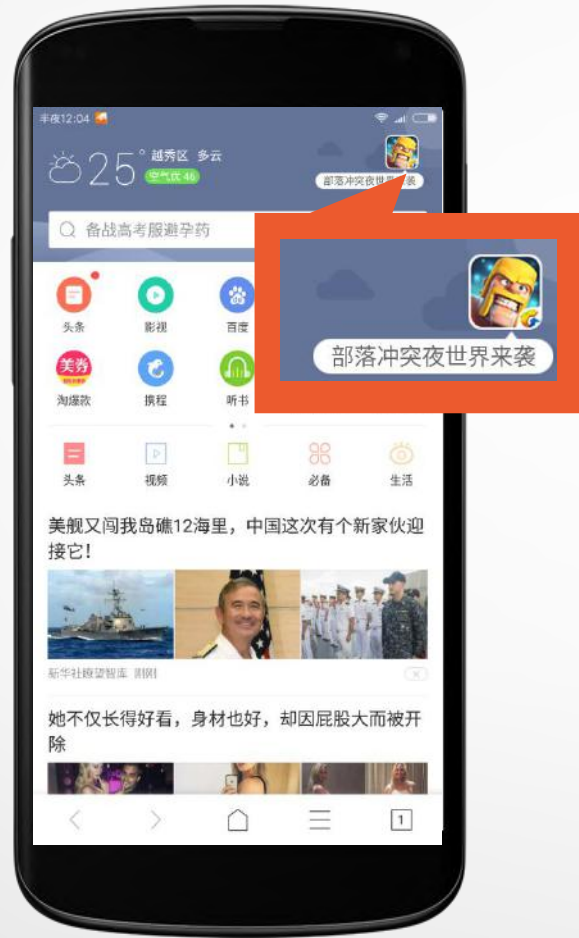 半夜12:04
25° 越秀区 多云
空气优 46
部落冲突夜世界来袭
备战高考服避孕药
部落冲突夜世界来袭
头条 影视 百度
美券
淘爆款 携程 听书
头条 视频 小说 必备 生活
美舰又闯我岛礁12海里，中国这次有个新家伙迎
接它！
新华社瞭望智库 刚刚
她不仅长得好看，身材也好，却因屁股大而被开
除
1